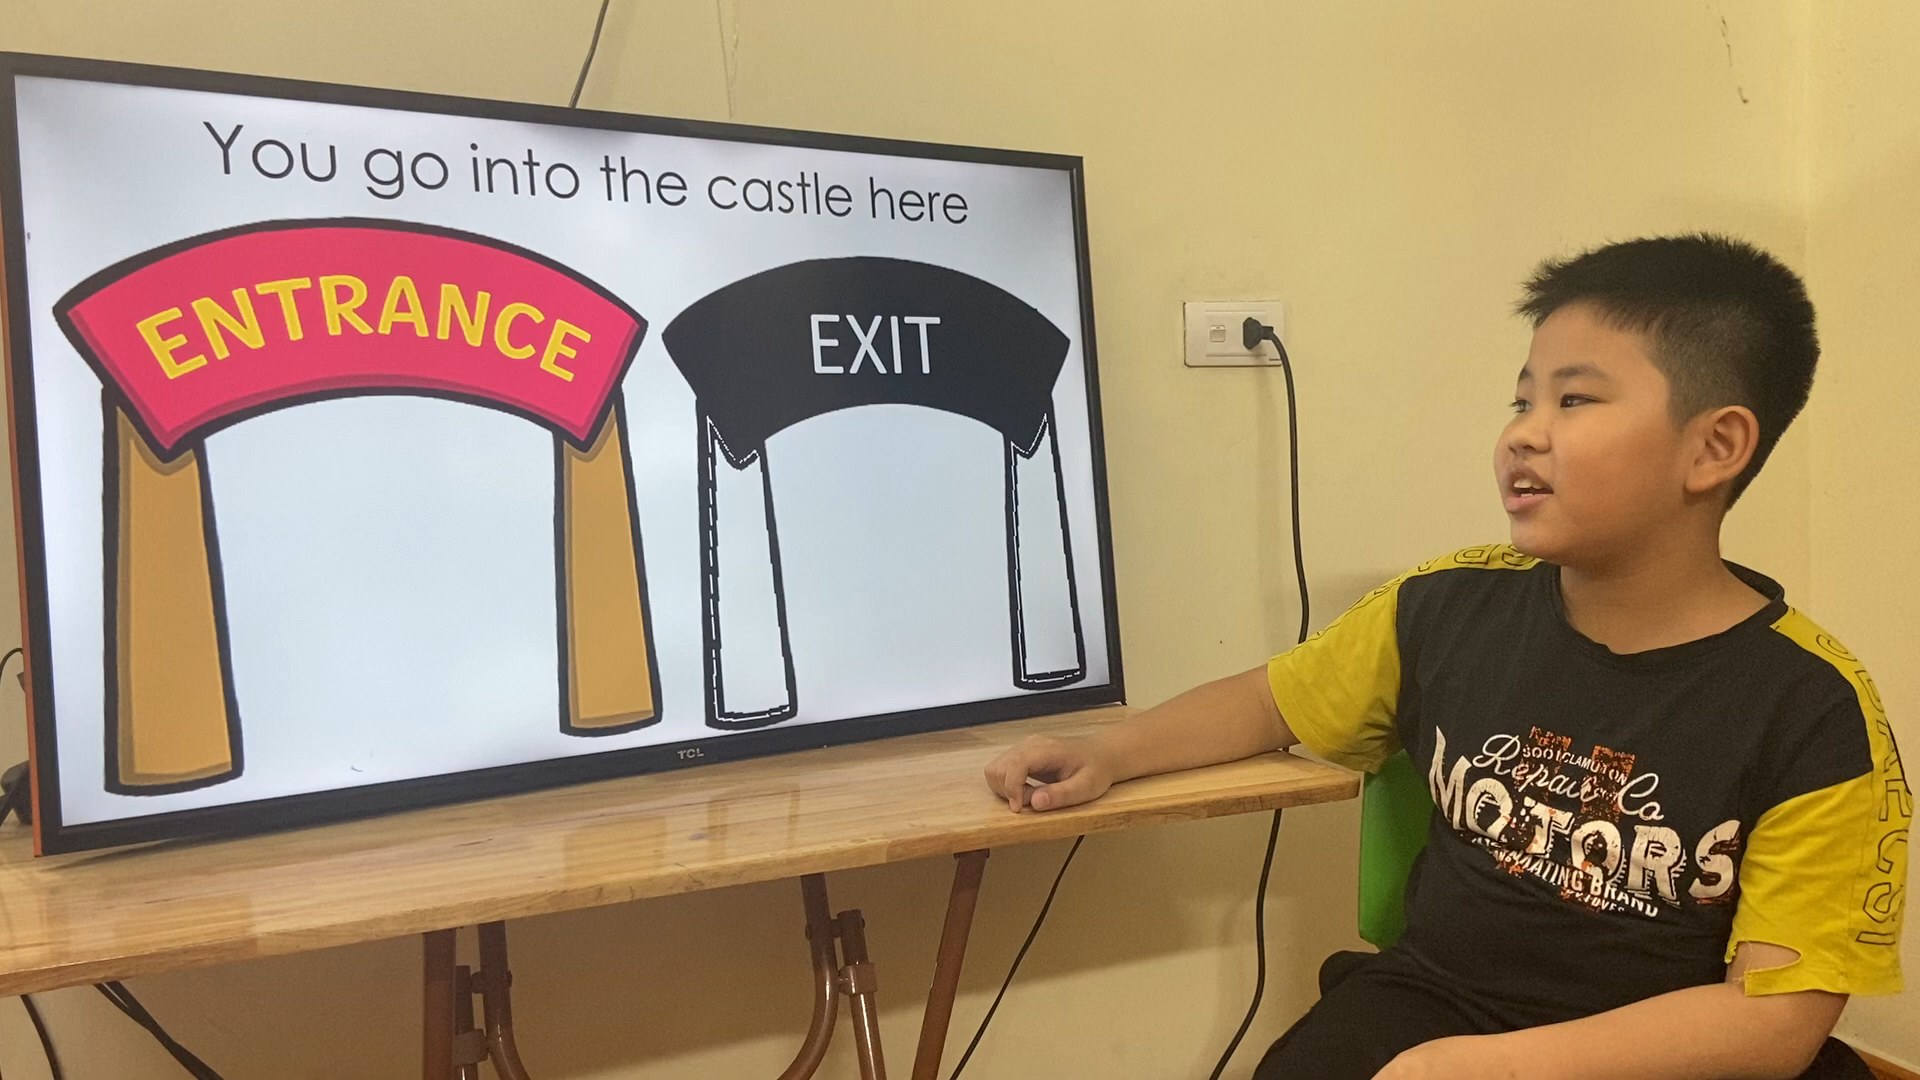 You go into the castle here
ENTRANCE
EXIT
TCL
Repair Co
MOTORS